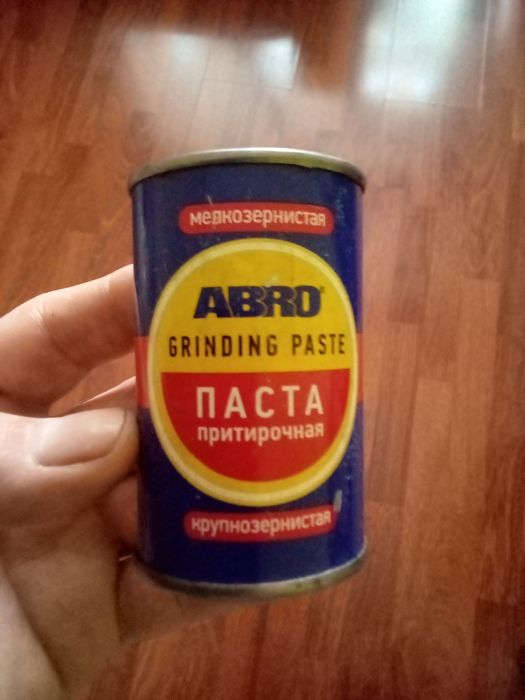 мелкозернистая
ABRO®
GRINDING PASTE
ПАСТА
притирочная
крупнозернистая